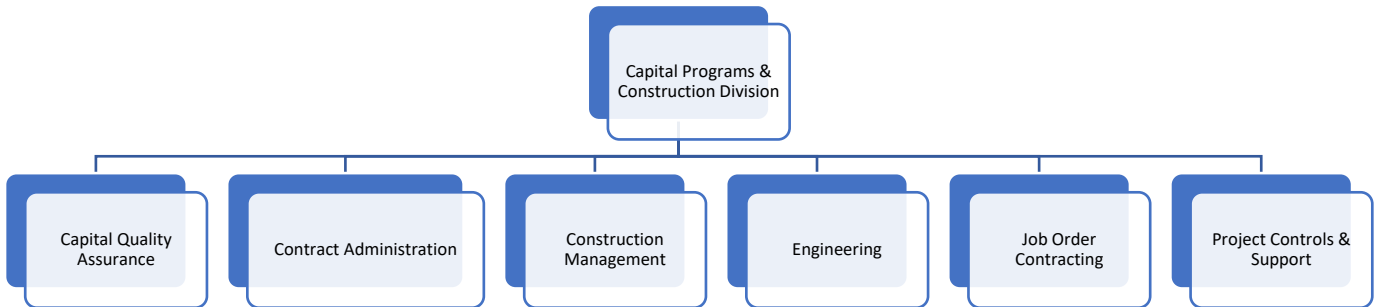 Capital Programs &
Construction Division
Capital Quality
Assurance
Contract Administration
Construction
Management
Engineering
Job Order
Contracting
Project Controls &
Support